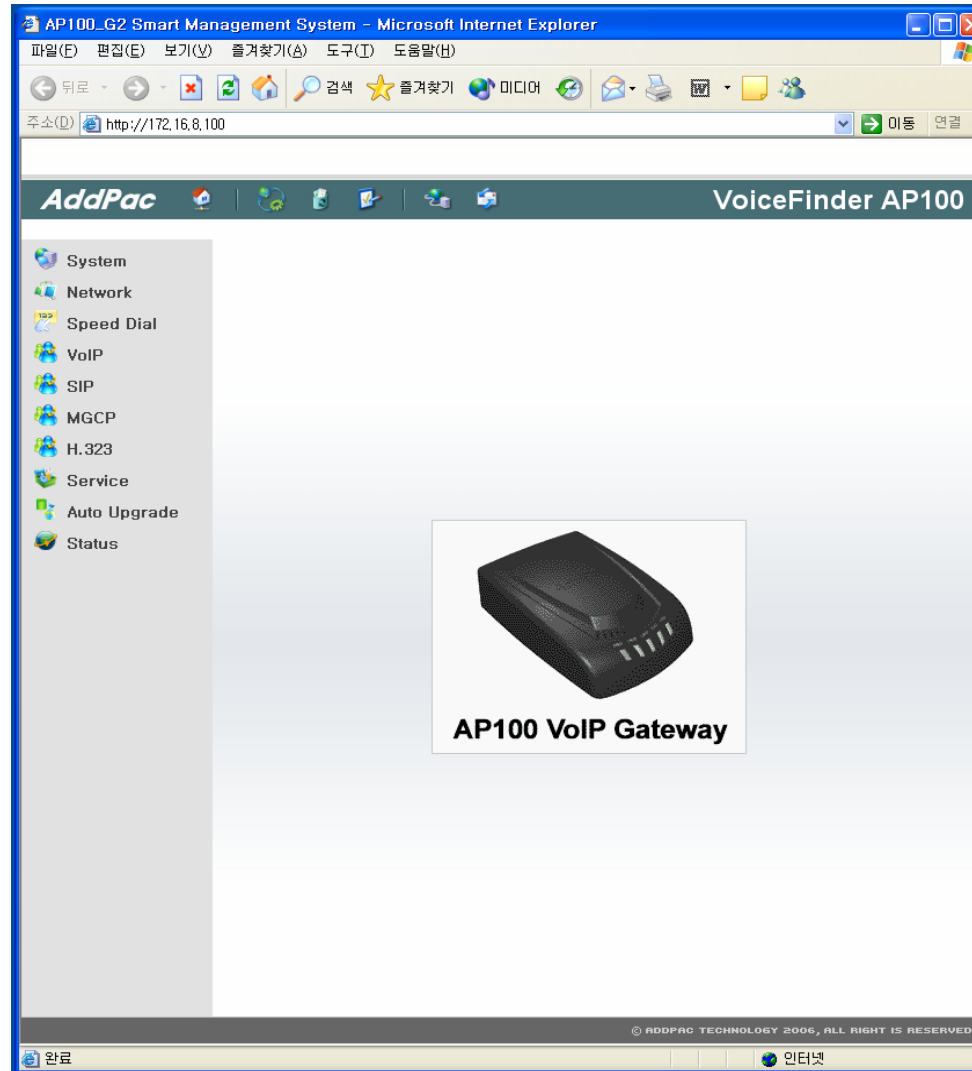 AP100_G2 Smart Management System - Microsoft Internet Explorer
파일(F) 편집(E) 보기(V) 즐겨찾기(A) 도구(T) 도움말(H)
뒤로 검색 즐겨찾기 미디어
주소(D) http://172.16.8.100 이동 연결
AddPac VoiceFinder AP100
System
Network
Speed Dial
VoIP
SIP
MGCP
H.323
Service
Auto Upgrade
Status
AP100 VoIP Gateway
© ADDPAC TECHNOLOGY 2006, ALL RIGHT IS RESERVED
완료 인터넷